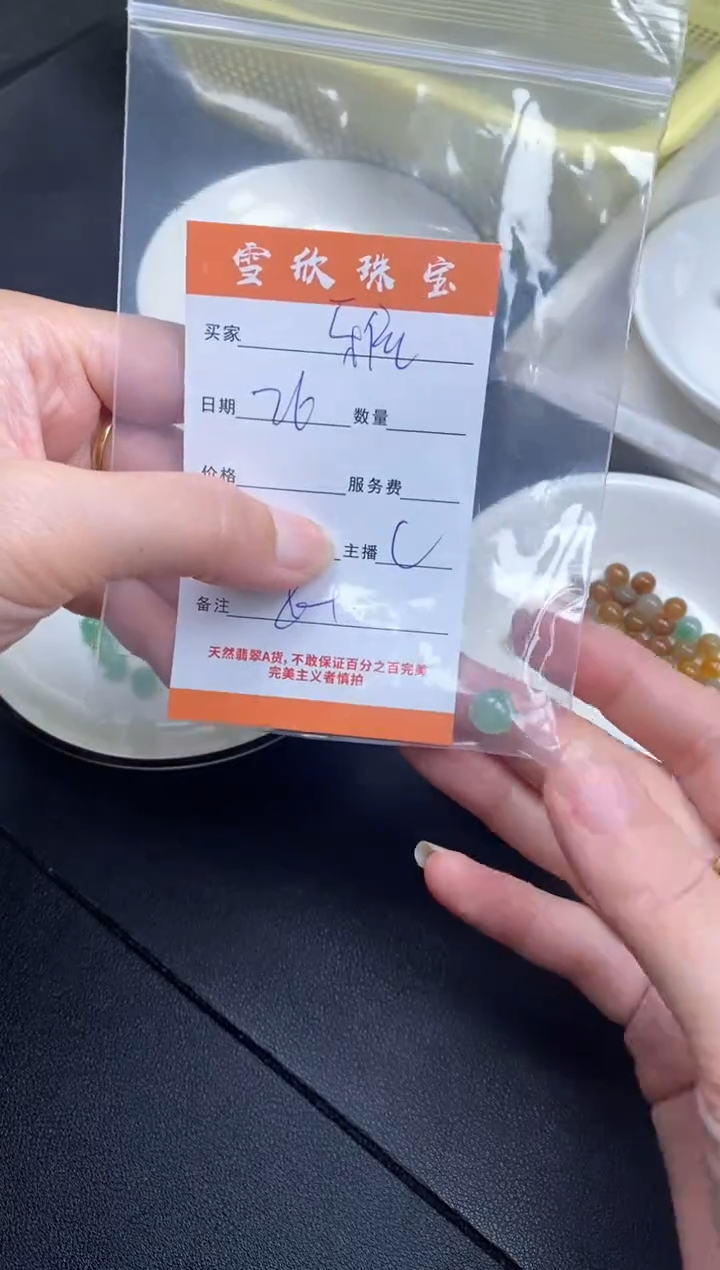 雪欣珠宝
买家
日期 26 数量
价格 服务费
主播 C
备注
天然翡翠A货，不敢保证百分之百完美
完美主义者慎拍